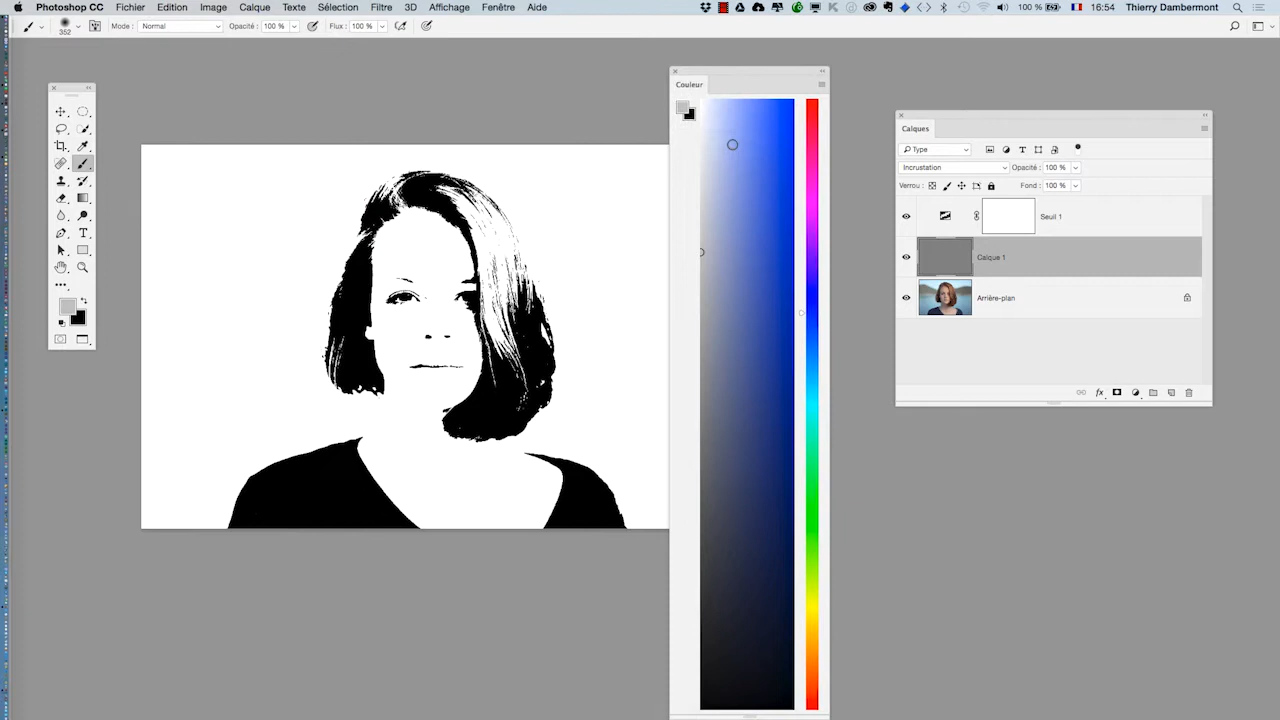 Photoshop CC Fichier Edition Image Calque Texte Sélection Filtre 3D Affichage Fenêtre Aide 100 % 16:54 Thierry Dambermont
352 Mode : Normal Opacité : 100 % Flux : 100 %
Couleur
Calques
Type
Incrustation Opacité : 100 %
Verrou : Fond : 100 %
Seuil 1
Calque 1
Arrière-plan
fx